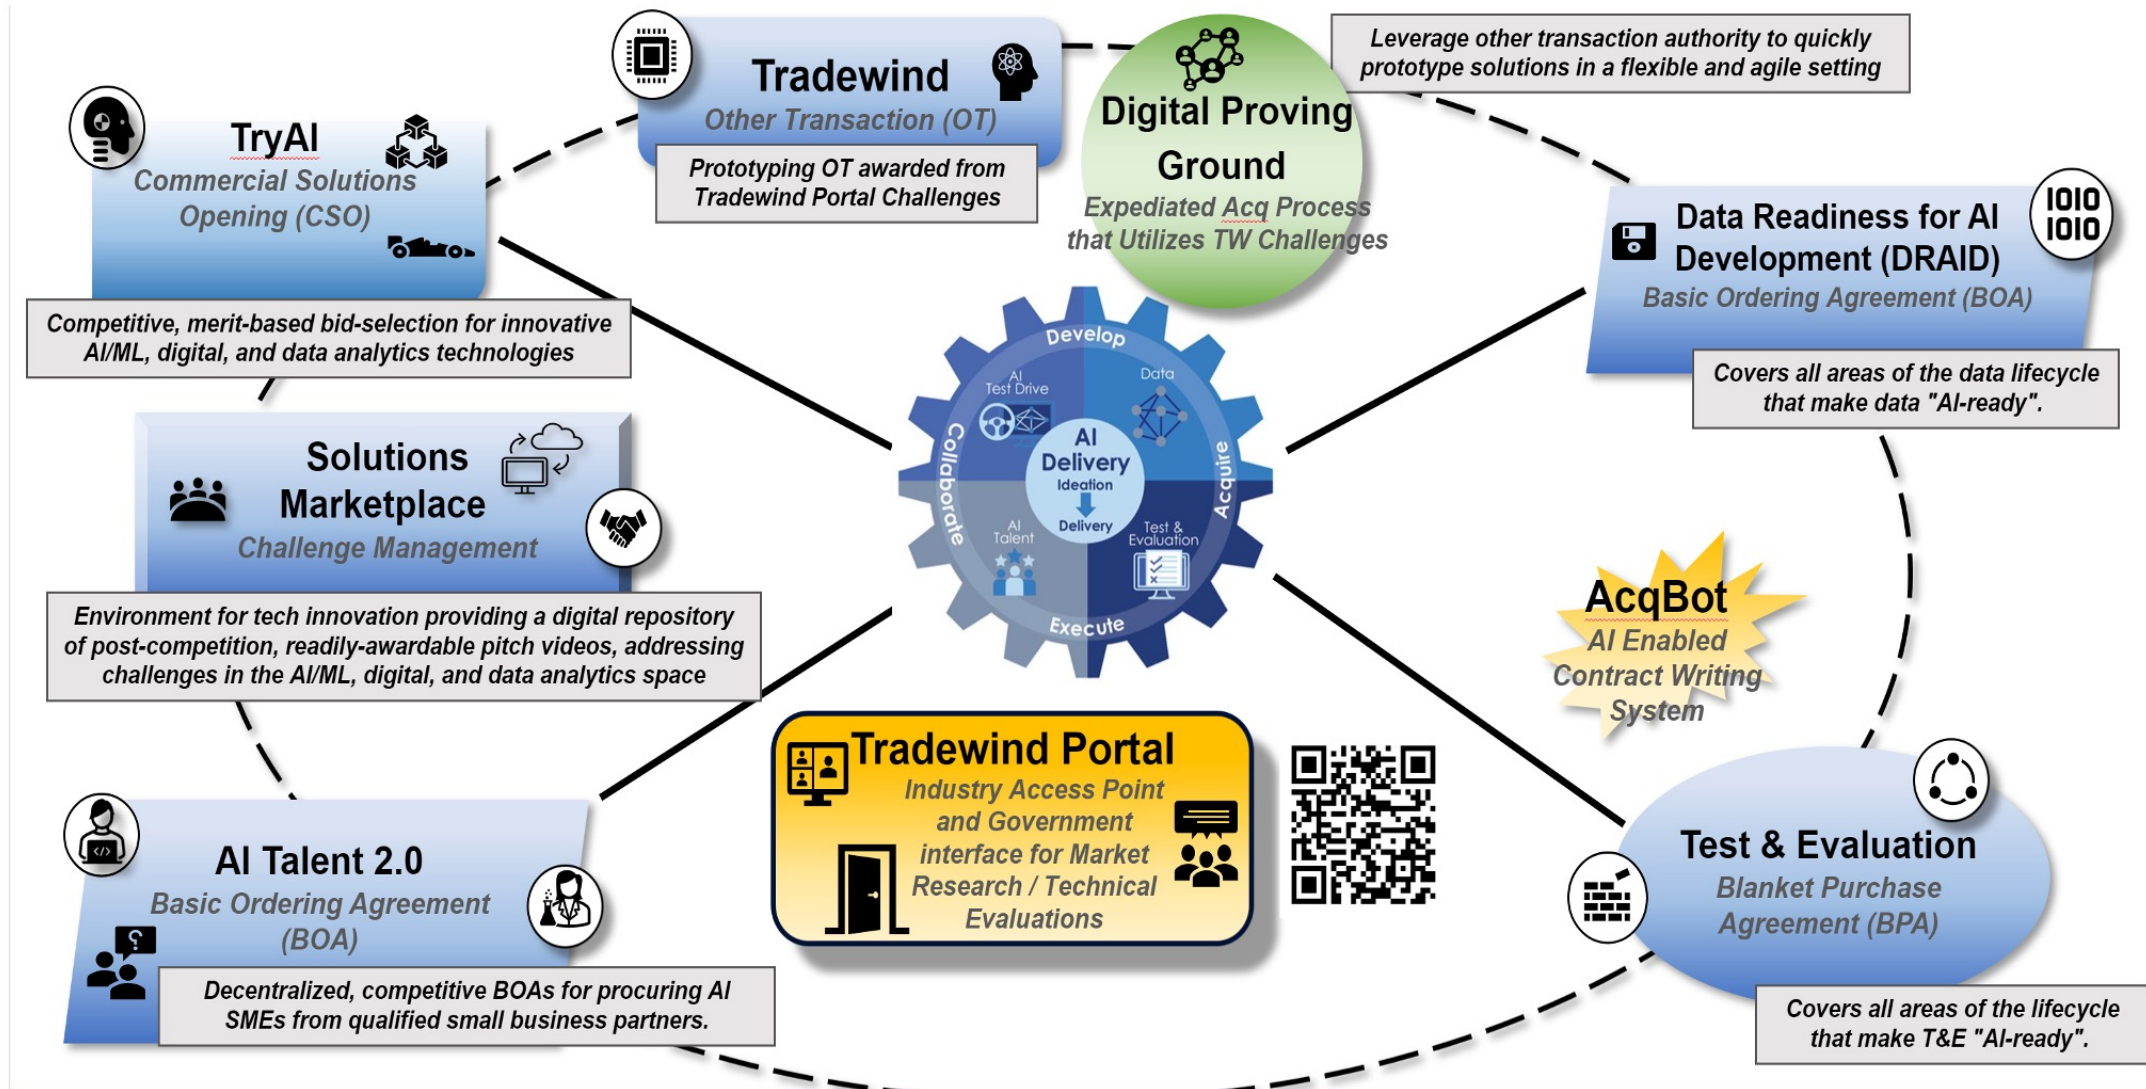 Tradewind
Other Transaction (OT)
Prototyping OT awarded from
Tradewind Portal Challenges
Digital Proving
Ground
Expediated Acq Process
that Utilizes TW Challenges
Leverage other transaction authority to quickly
prototype solutions in a flexible and agile setting
TryAI
Commercial Solutions
Opening (CSO)
Competitive, merit-based bid-selection for innovative
AI/ML, digital, and data analytics technologies
Data Readiness for AI
Development (DRAID)
Basic Ordering Agreement (BOA)
IOIO
IOIO
Covers all areas of the data lifecycle
that make data "AI-ready".
Solutions
Marketplace
Challenge Management
Environment for tech innovation providing a digital repository
of post-competition, readily-awardable pitch videos, addressing
challenges in the AI/ML, digital, and data analytics space
Develop
AI
Test Drive
Data
Collaborate
AI
Delivery
Ideation
Delivery
Acquire
AI
Talent
Test &
Evaluation
Execute
AcqBot
AI Enabled
Contract Writing
System
Tradewind Portal
Industry Access Point
and Government
interface for Market
Research / Technical
Evaluations
AI Talent 2.0
Basic Ordering Agreement
(BOA)
</>
?
Decentralized, competitive BOAs for procuring AI
SMEs from qualified small business partners.
Test & Evaluation
Blanket Purchase
Agreement (BPA)
Covers all areas of the lifecycle
that make T&E "AI-ready".